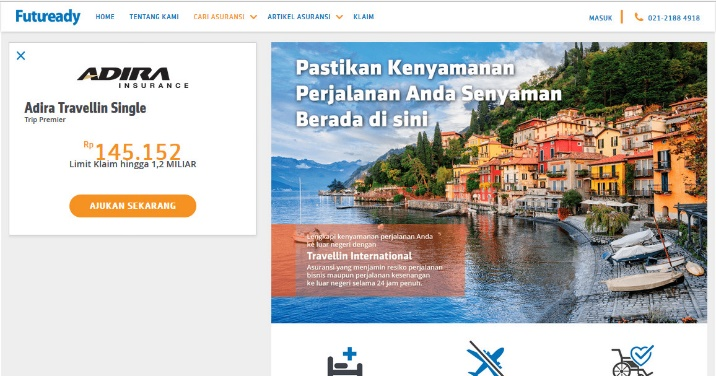 Futuready
HOME
TENTANG KAMI
CARI ASURANSI
ARTIKEL ASURANSI
KLAIM
MASUK
021-2188 4918
ADIRA
INSURANCE
Adira Travellin Single
Trip Premier
Rp 145.152
Limit Klaim hingga 1,2 MILIAR
AJUKAN SEKARANG
Pastikan Kenyamanan
Perjalanan Anda Senyaman
Berada di sini
Lengkapi kenyamanan perjalanan Anda
ke luar negeri dengan
Travellin International
Asuransi yang menjamin resiko perjalanan
bisnis maupun perjalanan kesenangan
ke luar negeri selama 24 jam penuh.